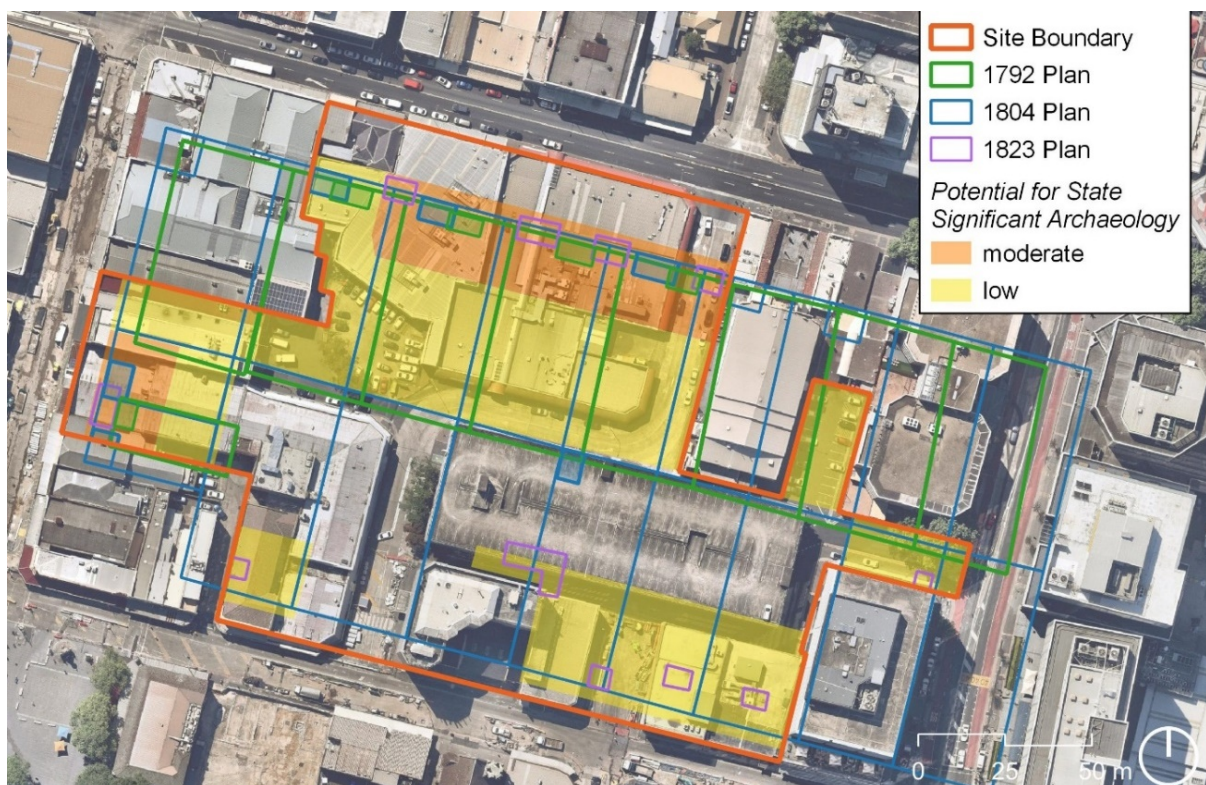 Site Boundary
1792 Plan
1804 Plan
1823 Plan
Potential for State
Significant Archaeology
moderate
low
0 25 50 m